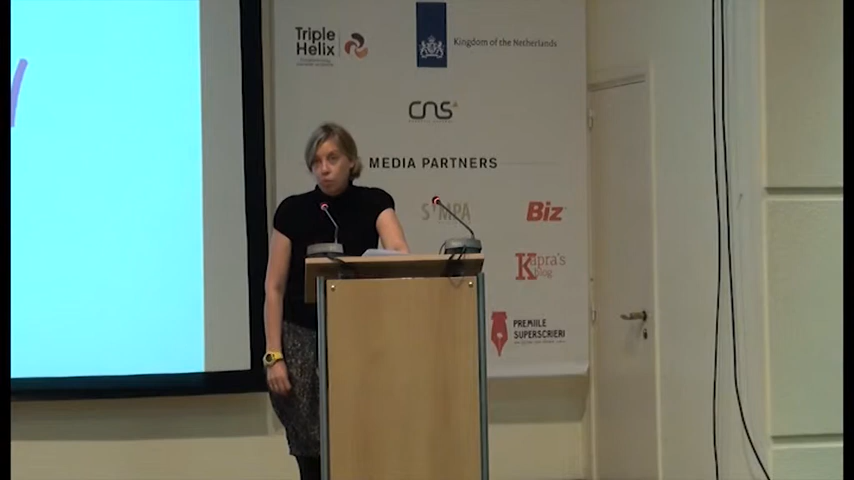 Triple
Helix
Kingdom of the Netherlands
cns
MEDIA PARTNERS
Biz
Kapra's
Blog
PREMIILE
SUPERSCRIERI